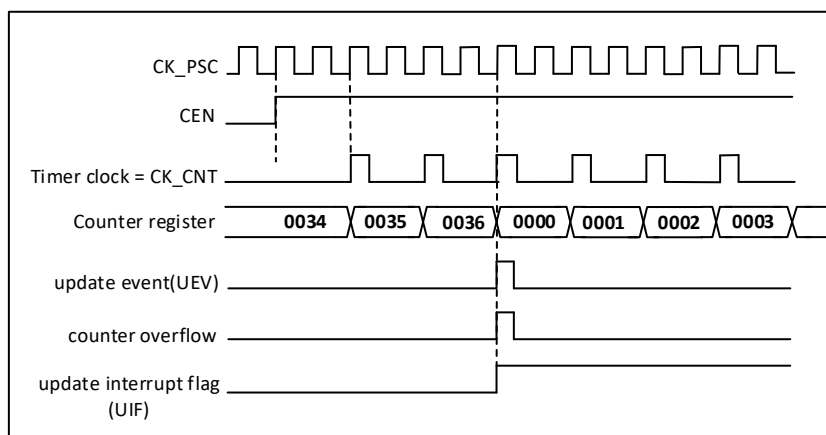 CK_PSC
CEN
Timer clock = CK_CNT
Counter register 0034 0035 0036 0000 0001 0002 0003
update event(UEV)
counter overflow
update interrupt flag
(UIF)